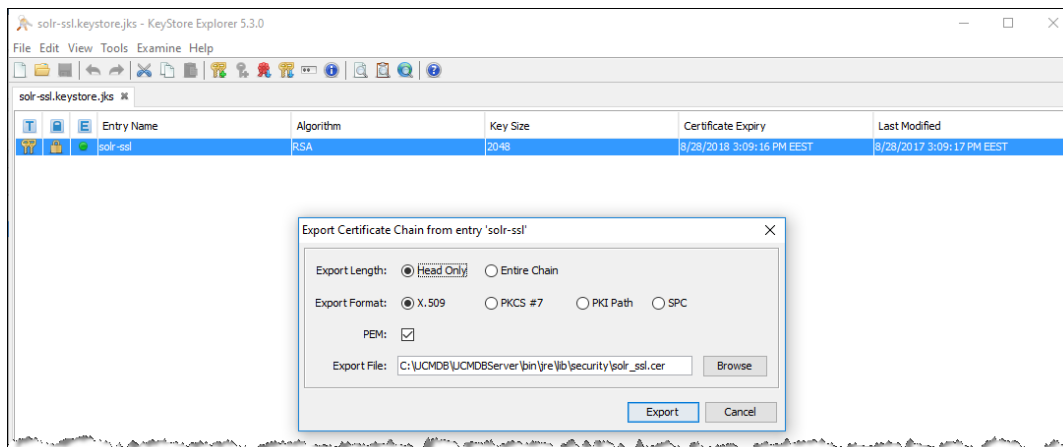 solr-ssl.keystore.jks - KeyStore Explorer 5.3.0
File Edit View Tools Examine Help
solr-ssl.keystore.jks
T E Entry Name Algorithm Key Size Certificate Expiry Last Modified
solr-ssl RSA 2048 8/28/2018 3:09:16 PM EEST 8/28/2017 3:09:17 PM EEST
Export Certificate Chain from entry 'solr-ssl'
Export Length: Head Only Entire Chain
Export Format: X.509 PKCS #7 PKI Path SPC
PEM:
Export File: C:\UCMDB\UCMDBServer\bin\jre\lib\security\solr_ssl.cer Browse
Export Cancel